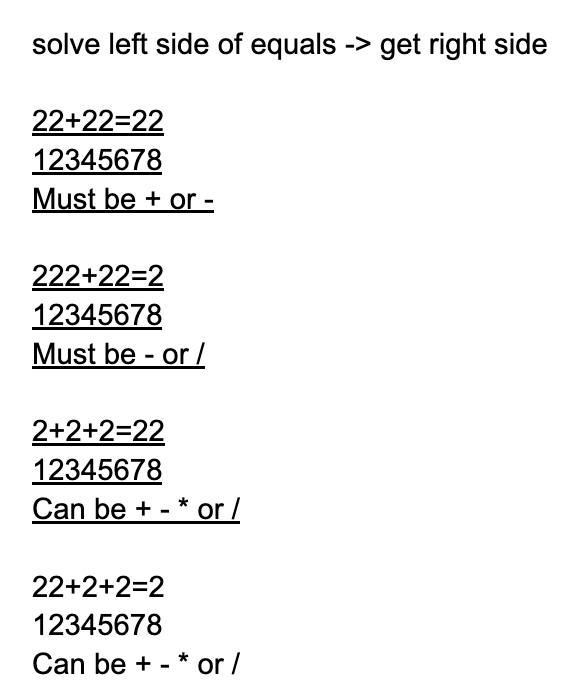 solve left side of equals -> get right side
22+22=22
12345678
Must be + or -
222+22=2
12345678
Must be - or /
2+2+2=22
12345678
Can be + - * or /
22+2+2=2
12345678
Can be + - * or /